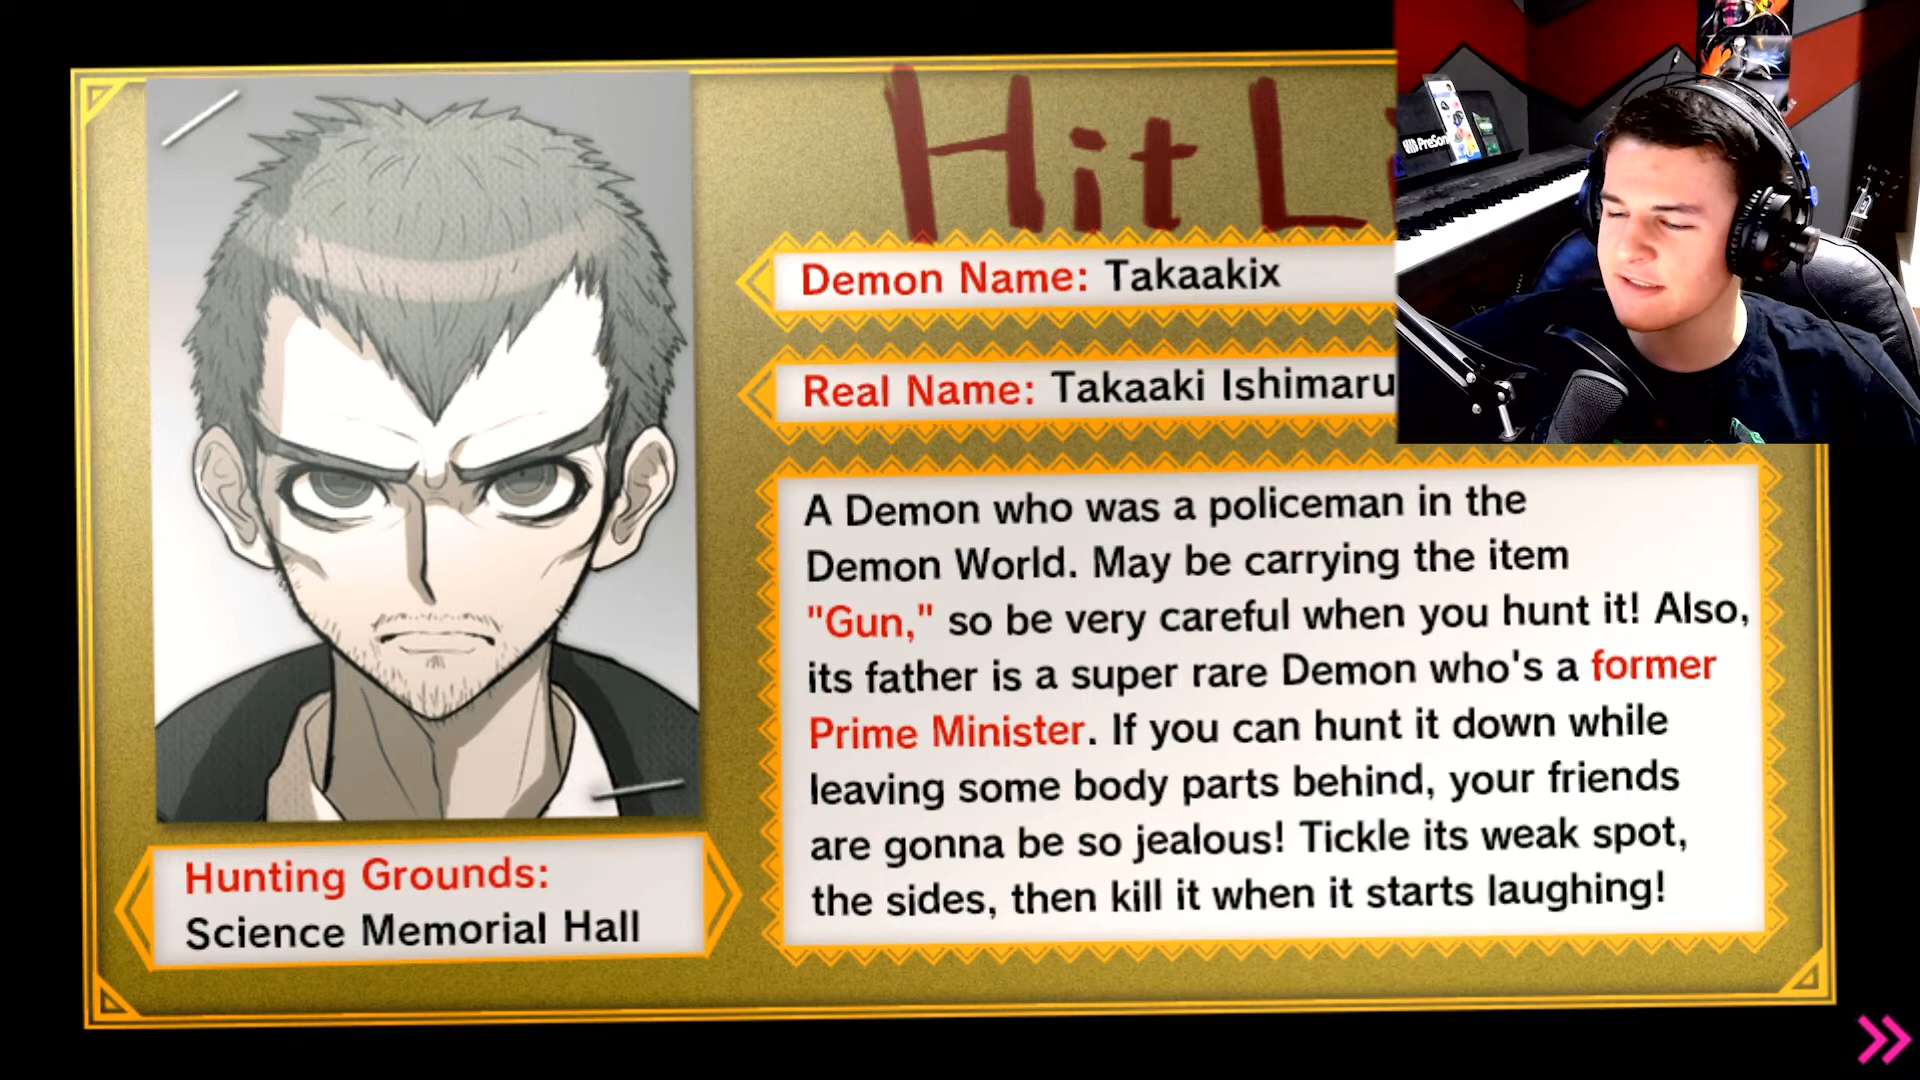 Hit Li
Demon Name: Takaakix
Real Name: Takaaki Ishimaru
A Demon who was a policeman in the
Demon World. May be carrying the item
"Gun," so be very careful when you hunt it! Also,
its father is a super rare Demon who's a former
Prime Minister. If you can hunt it down while
leaving some body parts behind, your friends
are gonna be so jealous! Tickle its weak spot,
the sides, then kill it when it starts laughing!
Hunting Grounds:
Science Memorial Hall
PreSon